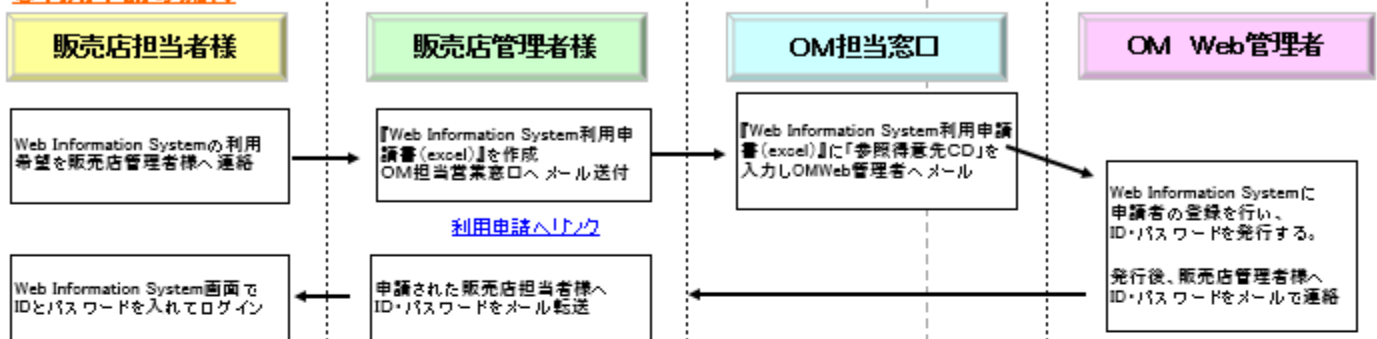 販売店担当者様
販売店管理者様
OM担当窓口
OM Web管理者
Web Information Systemの利用
希望を販売店管理者様へ連絡
『Web Information System利用申
請書(excel)』を作成
OM担当営業窓口へメール送付
『Web Information System利用申請
書(excel)』に「参照得意先CD」を
入力しOMWeb管理者へメール
Web Information Systemに
申請者の登録を行い、
ID・パスワードを発行する。
発行後、販売店管理者様へ
ID・パスワードをメールで連絡
利用申請へリンク
申請された販売店担当者様へ
ID・パスワードをメール転送
Web Information System画面で
IDとパスワードを入れてログイン